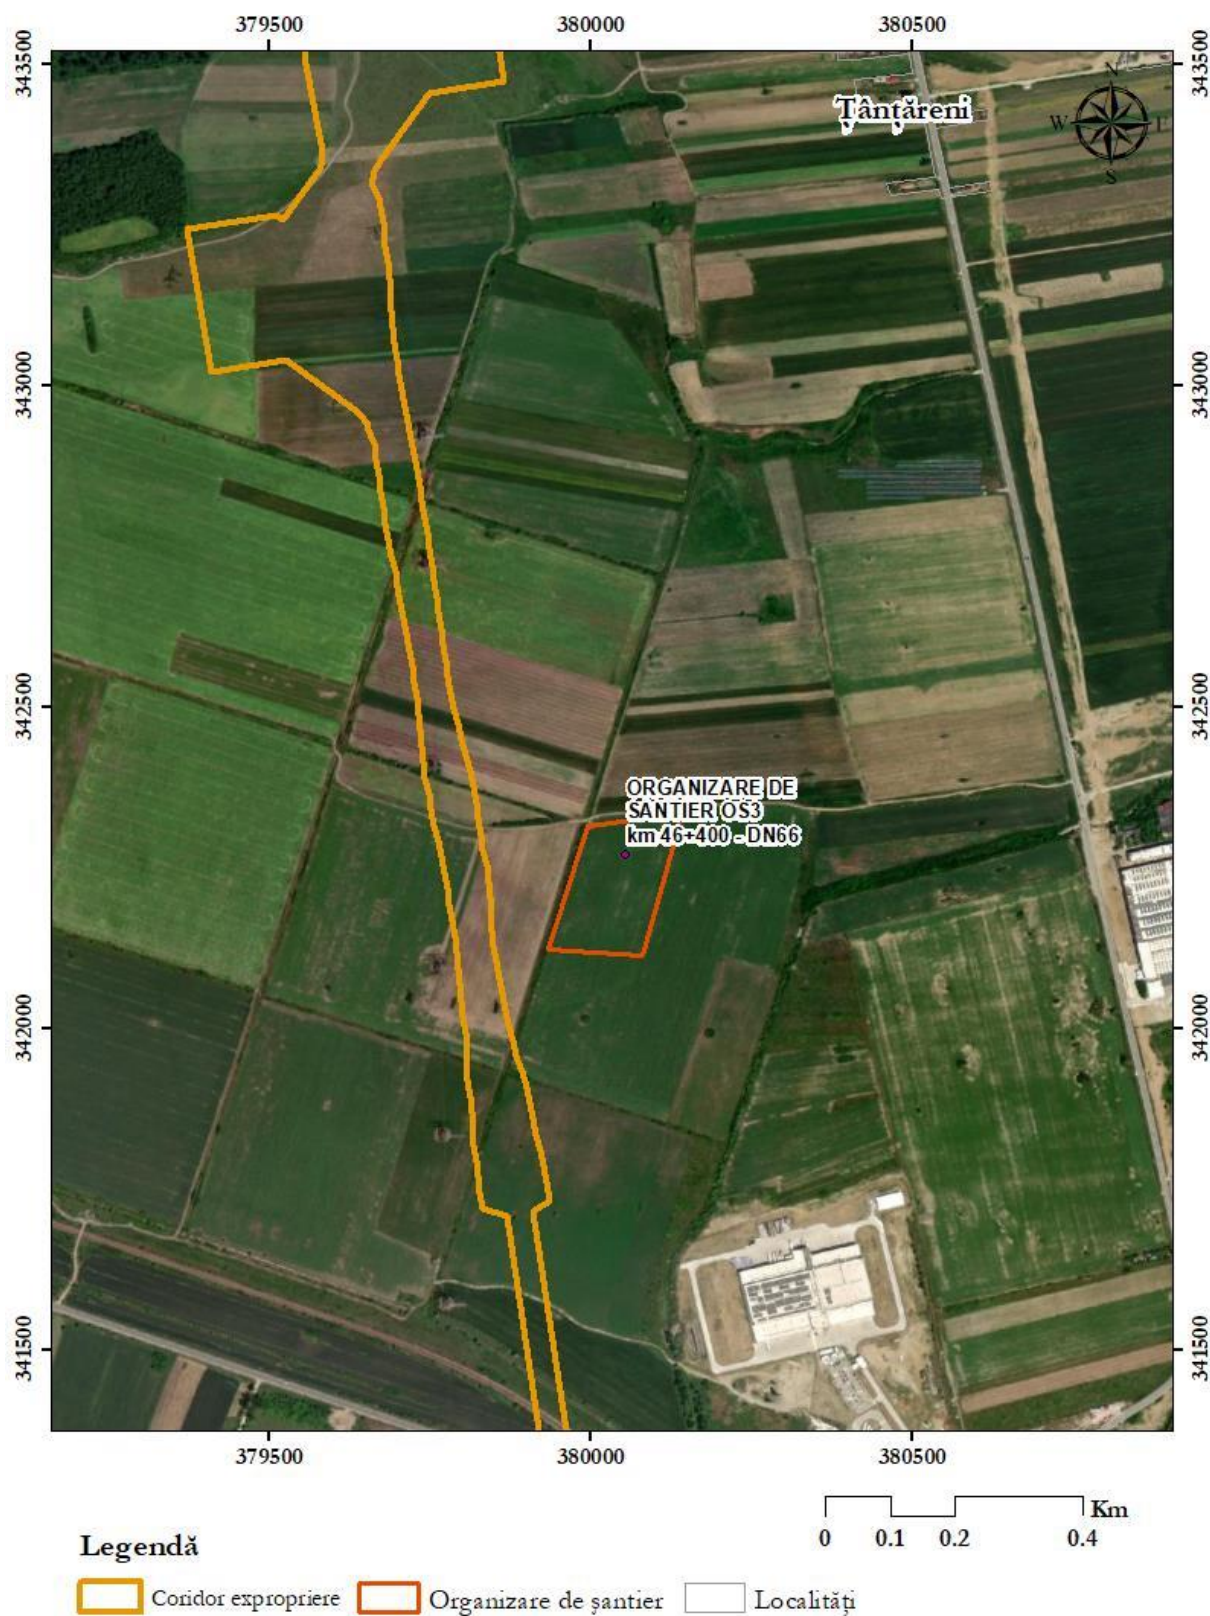 379500 380000 380500
343500 343500
N
Țânțăreni
W E
S
343000 343000
342500 342500
ORGANIZARE DE
SANTIER OS3
km 46+400 - DN66
342000 342000
341500 341500
379500 380000 380500
Km
0 0.1 0.2 0.4
Legendă
Coridor expropriere Organizare de șantier Localități